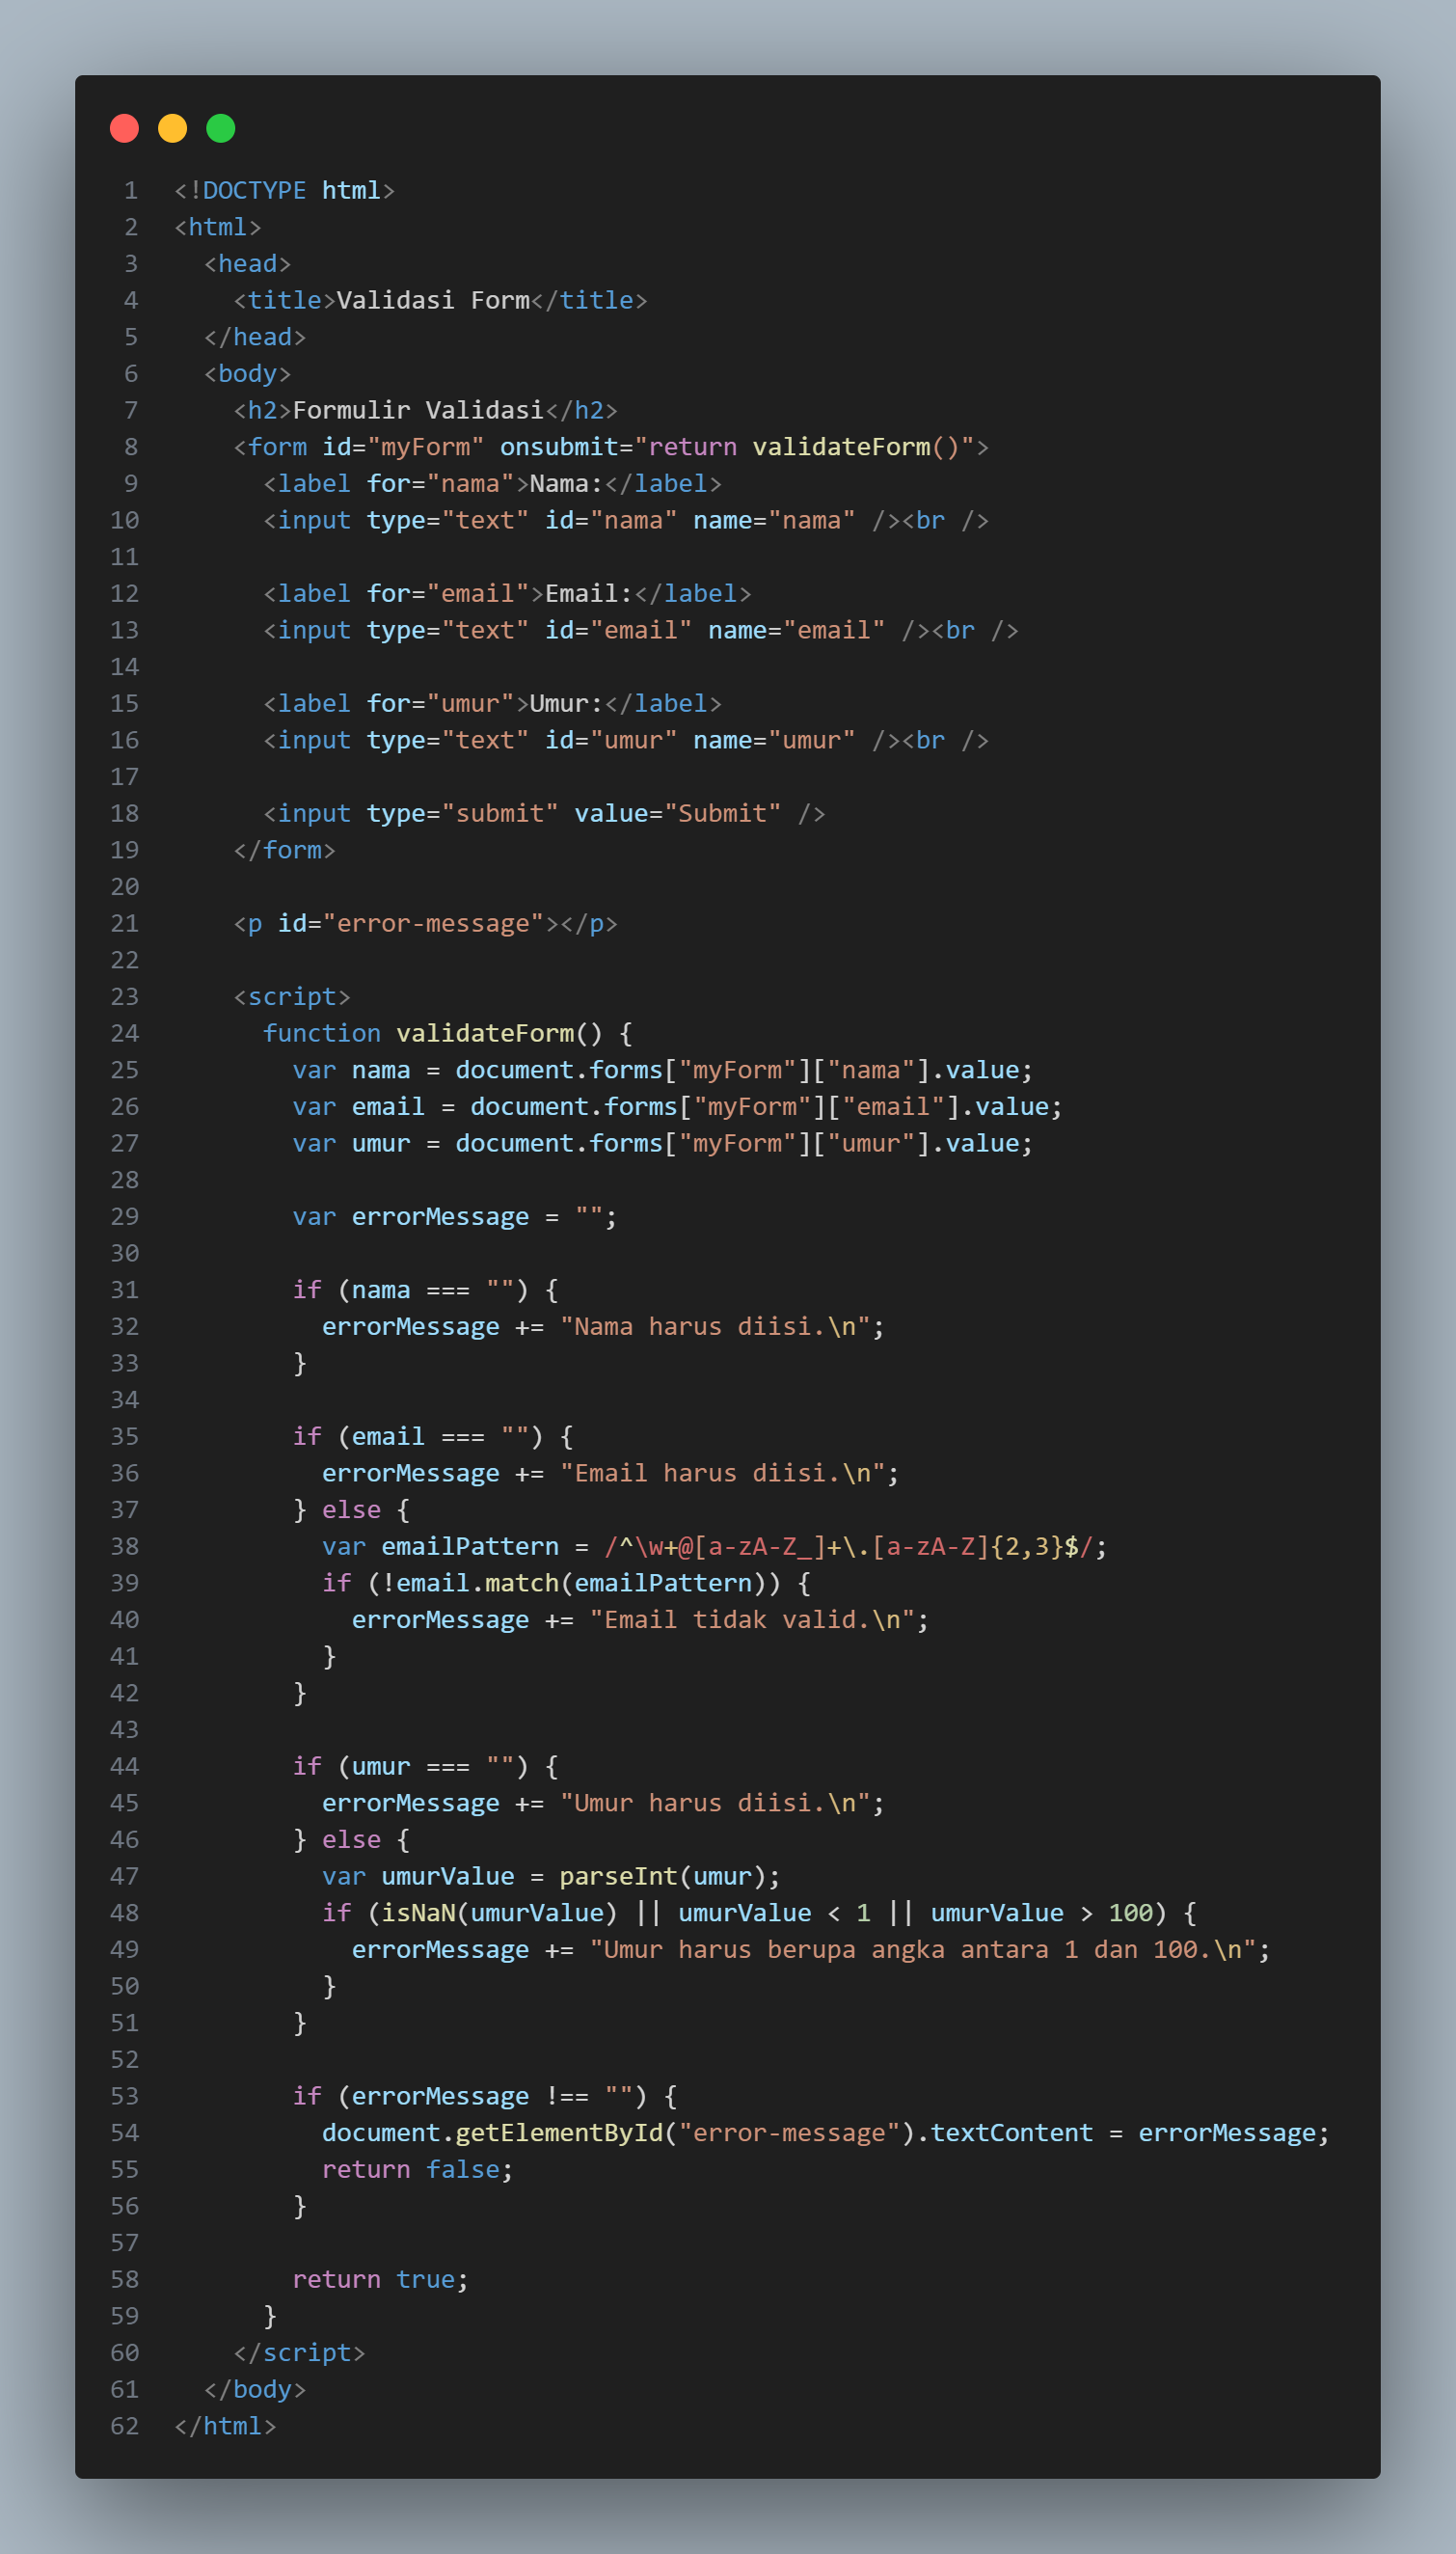 1 <!DOCTYPE html>
2 <html>
3   <head>
4     <title>Validasi Form</title>
5   </head>
6   <body>
7     <h2>Formulir Validasi</h2>
8     <form id="myForm" onsubmit="return validateForm()">
9       <label for="nama">Nama:</label>
10       <input type="text" id="nama" name="nama" /><br />
11
12       <label for="email">Email:</label>
13       <input type="text" id="email" name="email" /><br />
14
15       <label for="umur">Umur:</label>
16       <input type="text" id="umur" name="umur" /><br />
17
18       <input type="submit" value="Submit" />
19     </form>
20
21     <p id="error-message"></p>
22
23     <script>
24       function validateForm() {
25         var nama = document.forms["myForm"]["nama"].value;
26         var email = document.forms["myForm"]["email"].value;
27         var umur = document.forms["myForm"]["umur"].value;
28
29         var errorMessage = "";
30
31         if (nama === "") {
32           errorMessage += "Nama harus diisi.\n";
33         }
34
35         if (email === "") {
36           errorMessage += "Email harus diisi.\n";
37         } else {
38           var emailPattern = /^\w+@[a-zA-Z_]+\.[a-zA-Z]{2,3}$/;
39           if (!email.match(emailPattern)) {
40             errorMessage += "Email tidak valid.\n";
41           }
42         }
43
44         if (umur === "") {
45           errorMessage += "Umur harus diisi.\n";
46         } else {
47           var umurValue = parseInt(umur);
48           if (isNaN(umurValue) || umurValue < 1 || umurValue > 100) {
49             errorMessage += "Umur harus berupa angka antara 1 dan 100.\n";
50           }
51         }
52
53         if (errorMessage !== "") {
54           document.getElementById("error-message").textContent = errorMessage;
55           return false;
56         }
57
58         return true;
59       }
60     </script>
61   </body>
62 </html>